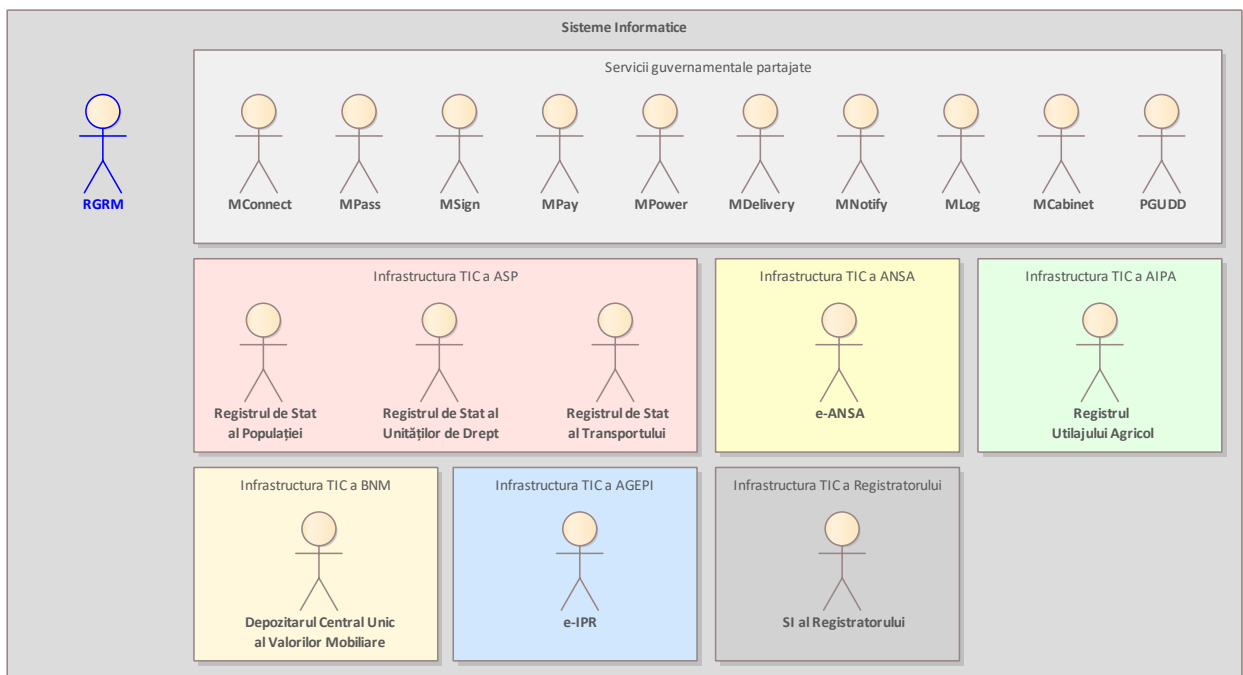 Sisteme Informatice
Servicii guvernamentale partajate
RGRM
MConnect
MPass
MSign
MPay
MPower
MDelivery
MNotify
MLog
MCabinet
PGUDD
Infrastructura TIC a ASP
Registrul de Stat
al Populației
Registrul de Stat al
Unităților de Drept
Registrul de Stat
al Transportului
Infrastructura TIC a ANSA
e-ANSA
Infrastructura TIC a AIPA
Registrul
Utilajului Agricol
Infrastructura TIC a BNM
Depozitarul Central Unic
al Valorilor Mobiliare
Infrastructura TIC a AGEPI
e-IPR
Infrastructura TIC a Registratorului
SI al Registratorului